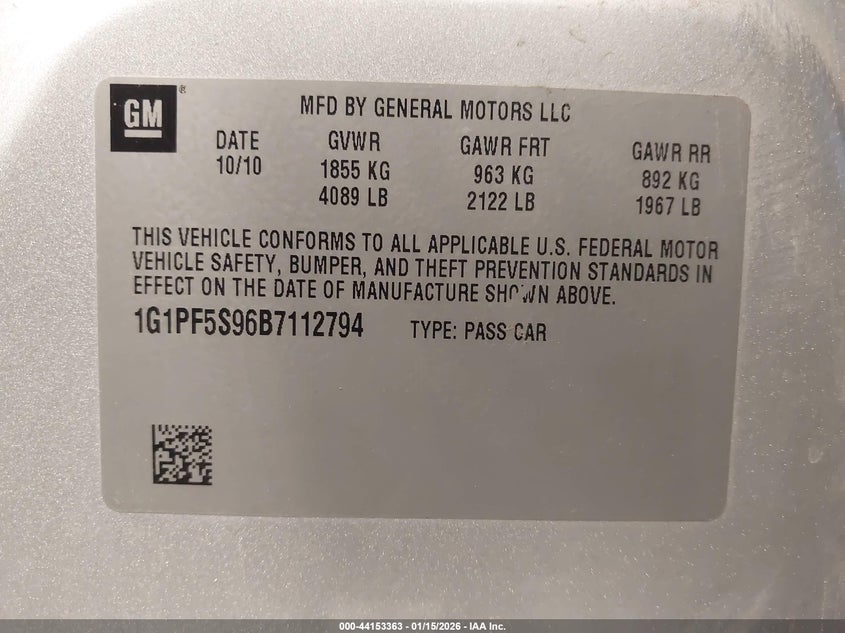 GM ®
MFD BY GENERAL MOTORS LLC
DATE GVWR GAWR FRT GAWR RR
10/10 1855 KG 963 KG 892 KG
4089 LB 2122 LB 1967 LB
THIS VEHICLE CONFORMS TO ALL APPLICABLE U.S. FEDERAL MOTOR
VEHICLE SAFETY, BUMPER, AND THEFT PREVENTION STANDARDS IN
EFFECT ON THE DATE OF MANUFACTURE SHOWN ABOVE.
1G1PF5S96B7112794 TYPE: PASS CAR
000-44153363 - 01/15/2026 - IAA Inc.